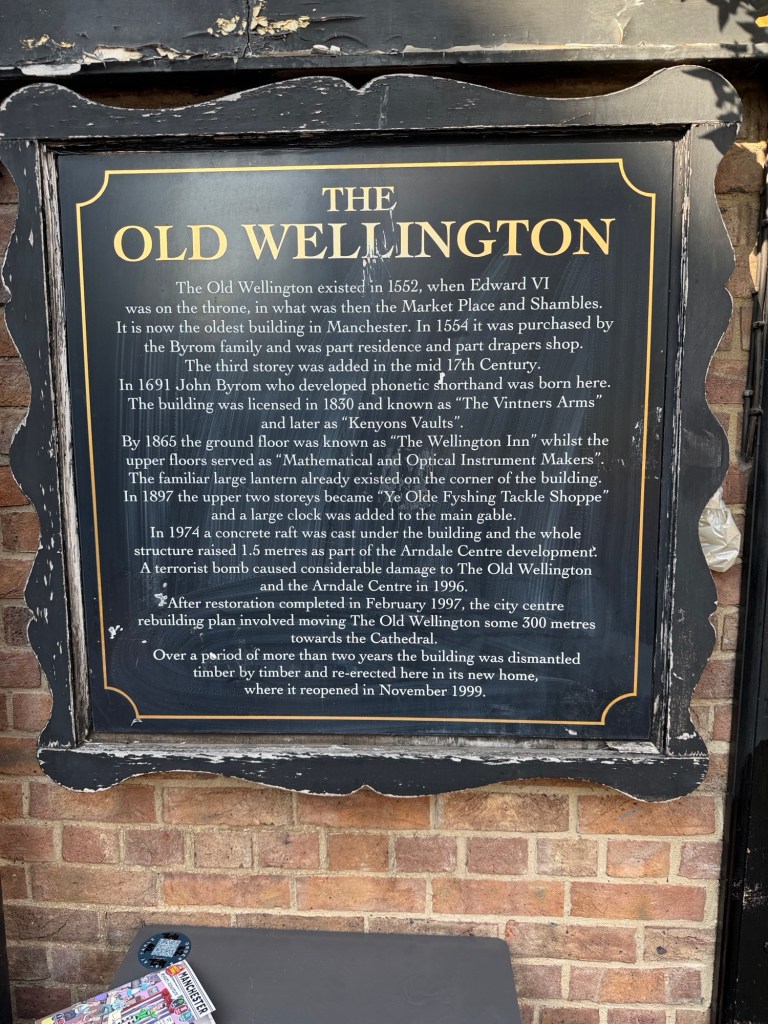 THE
OLD WELLINGTON
The Old Wellington existed in 1552, when Edward VI
was on the throne, in what was then the Market Place and Shambles.
It is now the oldest building in Manchester. In 1554 it was purchased by
the Byrom family and was part residence and part drapers shop.
The third storey was added in the mid 17th Century.
In 1691 John Byrom who developed phonetic shorthand was born here.
The building was licensed in 1830 and known as “The Vintners Arms”
and later as “Kenyons Vaults”.
By 1865 the ground floor was known as “The Wellington Inn” whilst the
upper floors served as “Mathematical and Optical Instrument Makers”.
The familiar large lantern already existed on the corner of the building.
In 1897 the upper two storeys became “Ye Olde Fyshing Tackle Shoppe”
and a large clock was added to the main gable.
In 1974 a concrete raft was cast under the building and the whole
structure raised 1.5 metres as part of the Arndale Centre development.
A terrorist bomb caused considerable damage to The Old Wellington
and the Arndale Centre in 1996.
After restoration completed in February 1997, the city centre
rebuilding plan involved moving The Old Wellington some 300 metres
towards the Cathedral.
Over a period of more than two years the building was dismantled
timber by timber and re-erected here in its new home,
where it reopened in November 1999.
MANCHESTER